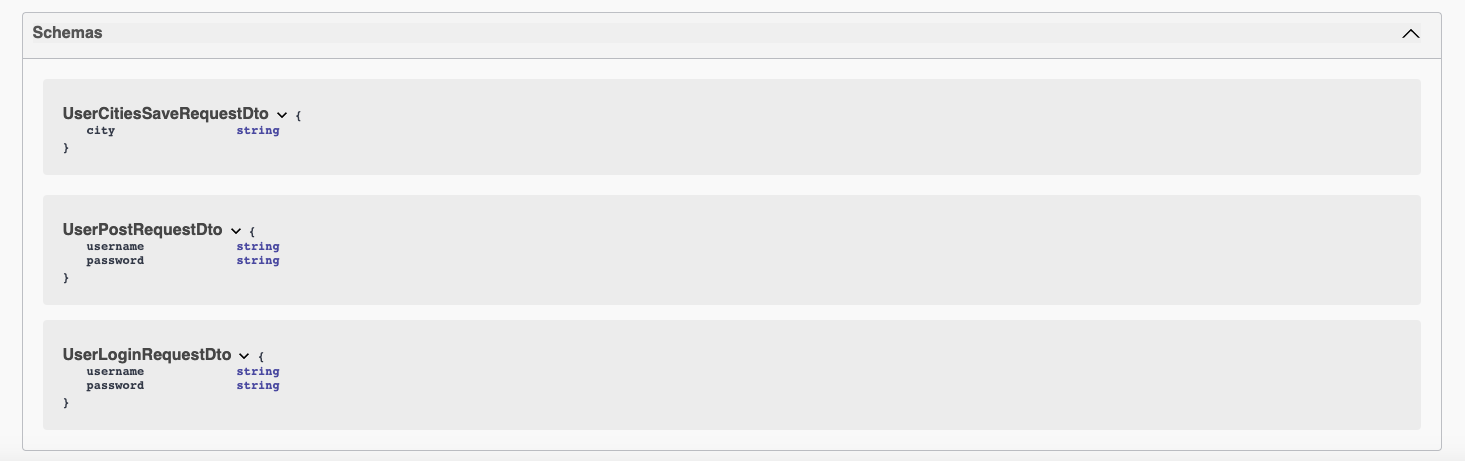 Schemas
UserCitiesSaveRequestDto {
city string
}
UserPostRequestDto {
username string
password string
}
UserLoginRequestDto {
username string
password string
}